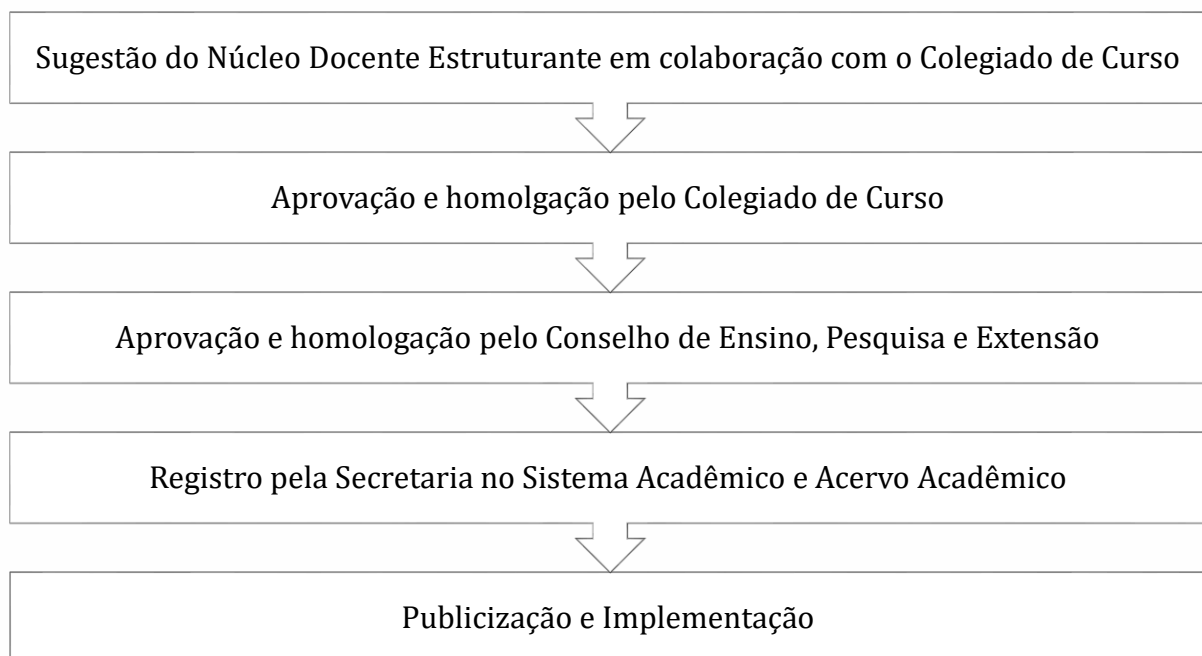 Sugestão do Núcleo Docente Estruturante em colaboração com o Colegiado de Curso
Aprovação e homolgação pelo Colegiado de Curso
Aprovação e homologação pelo Conselho de Ensino, Pesquisa e Extensão
Registro pela Secretaria no Sistema Acadêmico e Acervo Acadêmico
Publicização e Implementação